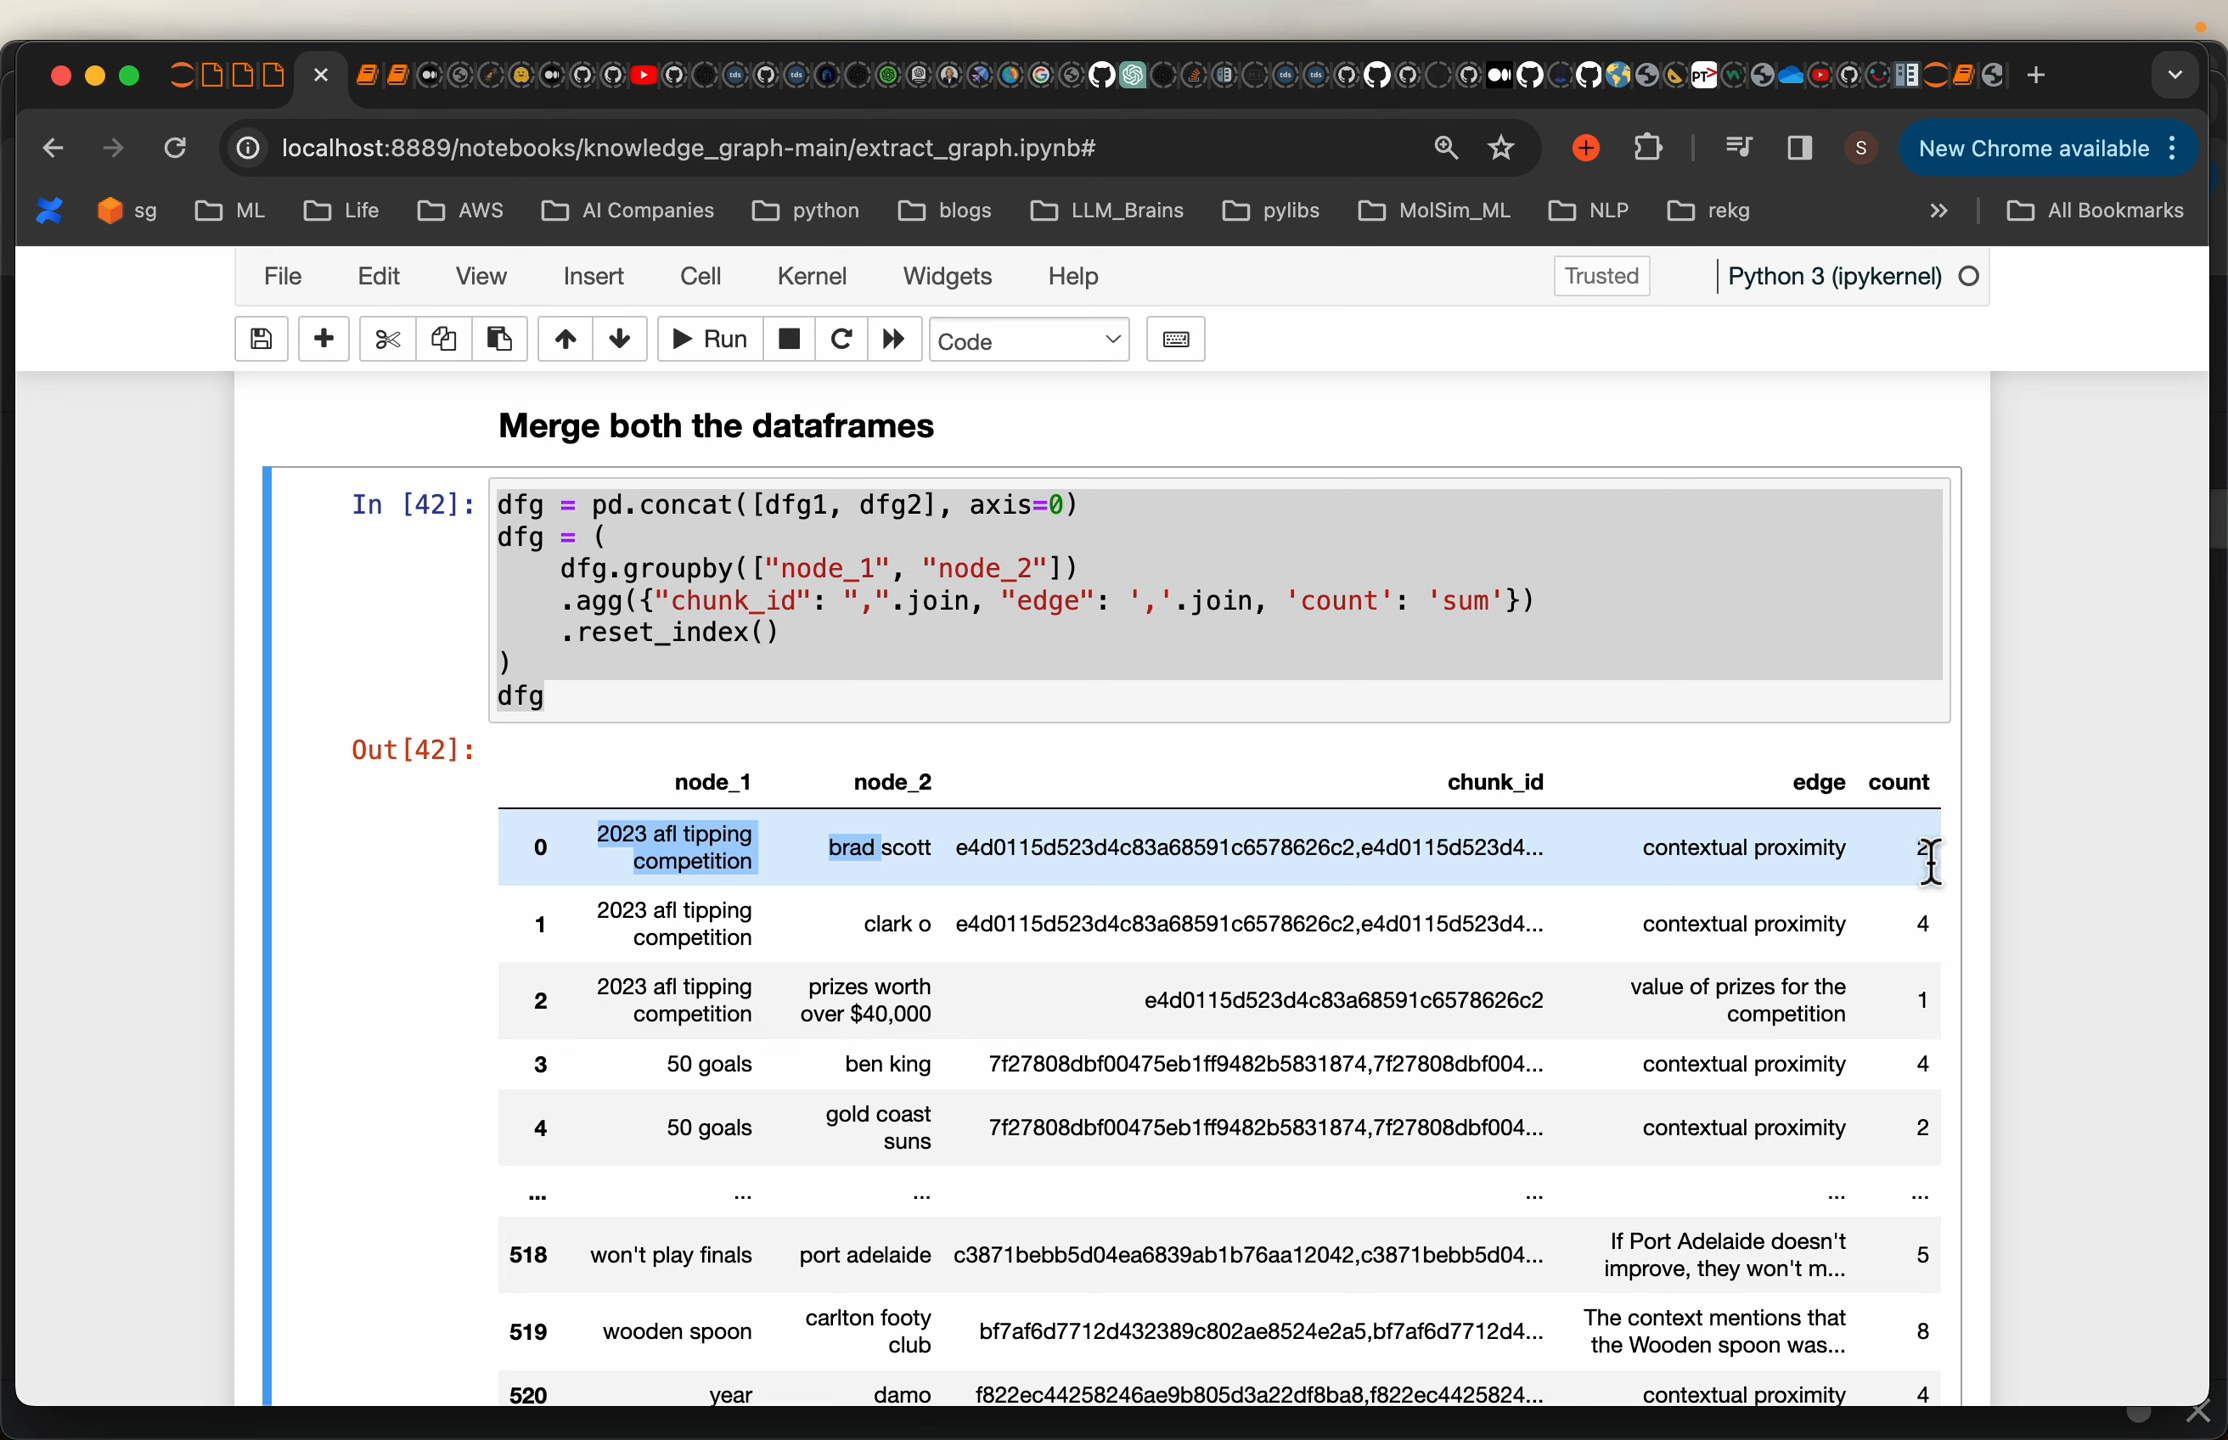 localhost:8889/notebooks/knowledge_graph-main/extract_graph.ipynb#
S
New Chrome available
sg ML Life AWS AI Companies python blogs LLM_Brains pylibs MolSim_ML NLP rekg » All Bookmarks
File Edit View Insert Cell Kernel Widgets Help Trusted Python 3 (ipykernel)
Run Code
Merge both the dataframes
In [42]: dfg = pd.concat([dfg1, dfg2], axis=0)
dfg = (
dfg.groupby(["node_1", "node_2"])
.agg({"chunk_id": ",".join, "edge": ','.join, 'count': 'sum'})
.reset_index()
)
dfg
Out[42]:
node_1 node_2 chunk_id edge count
0 2023 afl tipping competition brad scott e4d0115d523d4c83a68591c6578626c2,e4d0115d523d4... contextual proximity 2
1 2023 afl tipping competition clark o e4d0115d523d4c83a68591c6578626c2,e4d0115d523d4... contextual proximity 4
2 2023 afl tipping competition prizes worth over $40,000 e4d0115d523d4c83a68591c6578626c2 value of prizes for the competition 1
3 50 goals ben king 7f27808dbf00475eb1ff9482b5831874,7f27808dbf004... contextual proximity 4
4 50 goals gold coast suns 7f27808dbf00475eb1ff9482b5831874,7f27808dbf004... contextual proximity 2
... ... ... ... ... ...
518 won't play finals port adelaide c3871bebb5d04ea6839ab1b76aa12042,c3871bebb5d04... If Port Adelaide doesn't improve, they won't m... 5
519 wooden spoon carlton footy club bf7af6d7712d432389c802ae8524e2a5,bf7af6d7712d4... The context mentions that the Wooden spoon was... 8
520 year damo f822ec44258246ae9b805d3a22df8ba8,f822ec4425824... contextual proximity 4